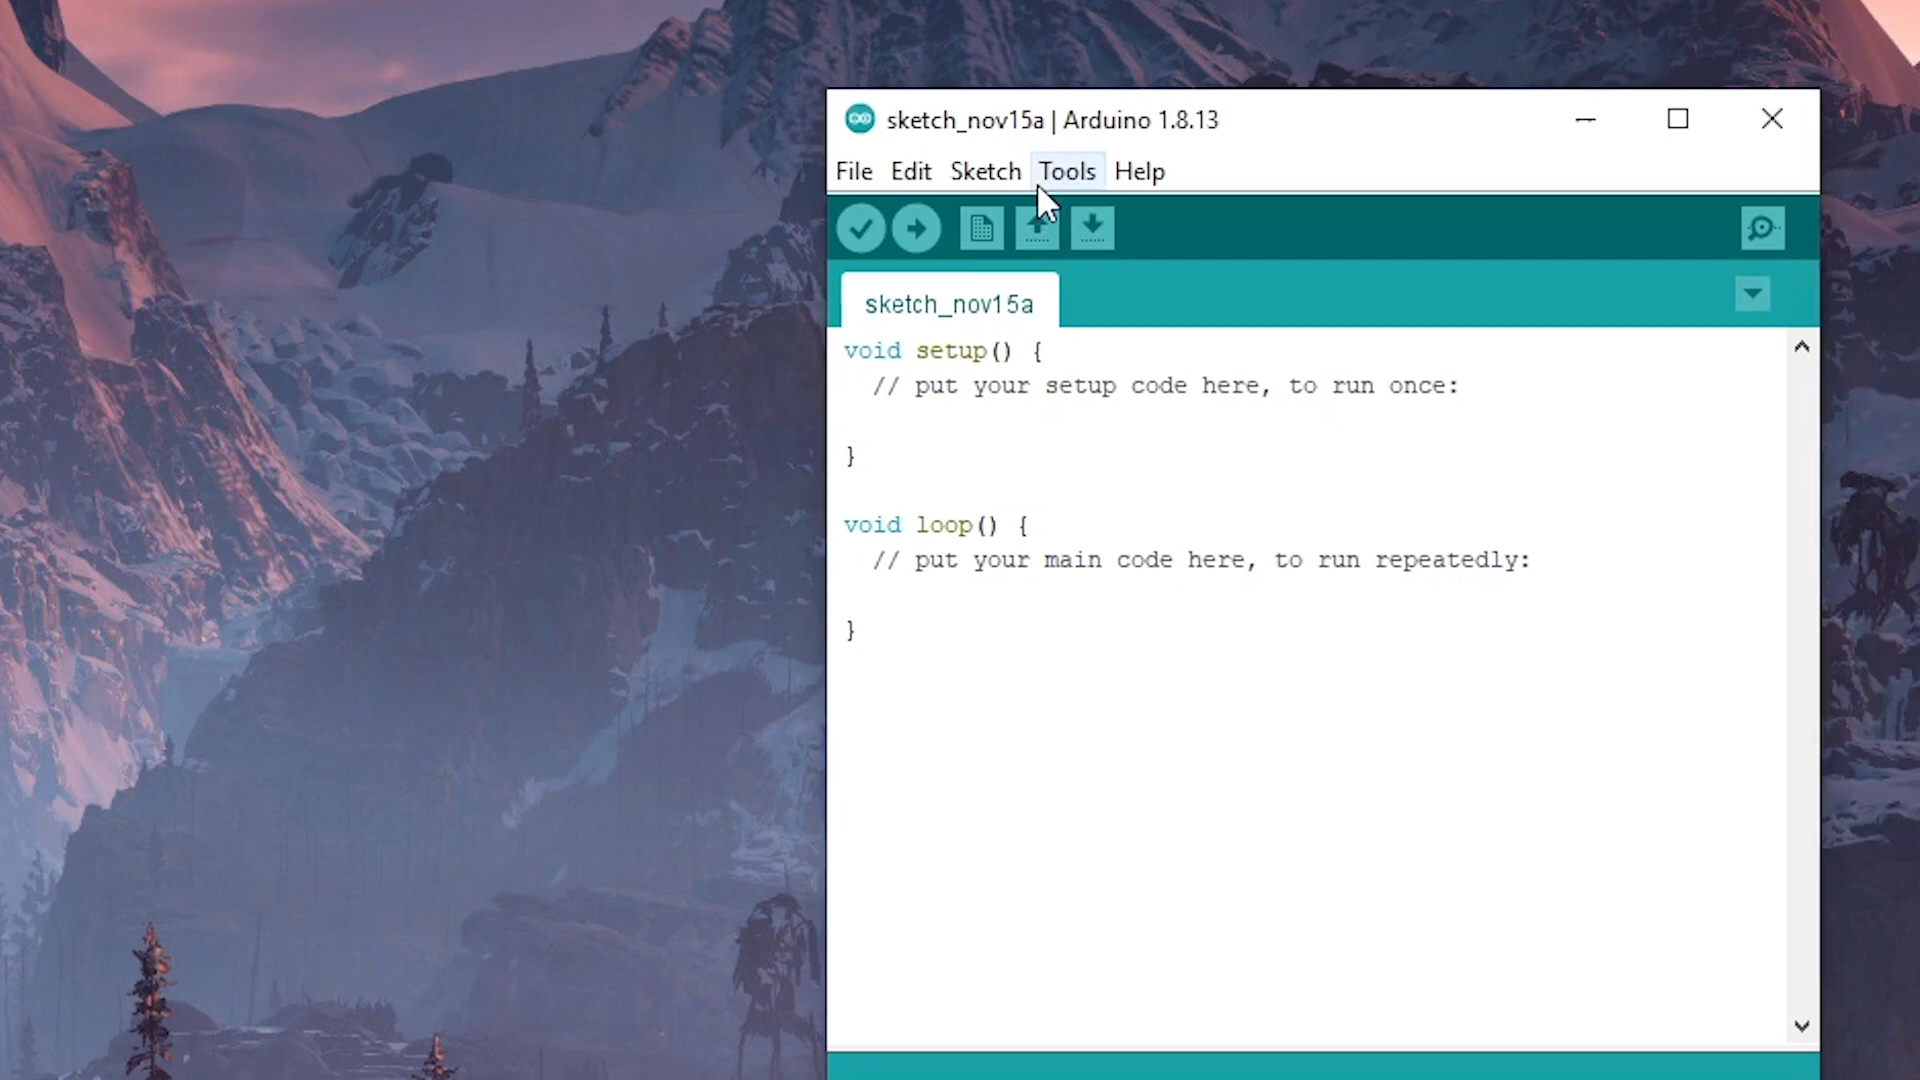 sketch_nov15a | Arduino 1.8.13
File Edit Sketch Tools Help
sketch_nov15a
void setup() {
  // put your setup code here, to run once:
}
void loop() {
  // put your main code here, to run repeatedly:
}